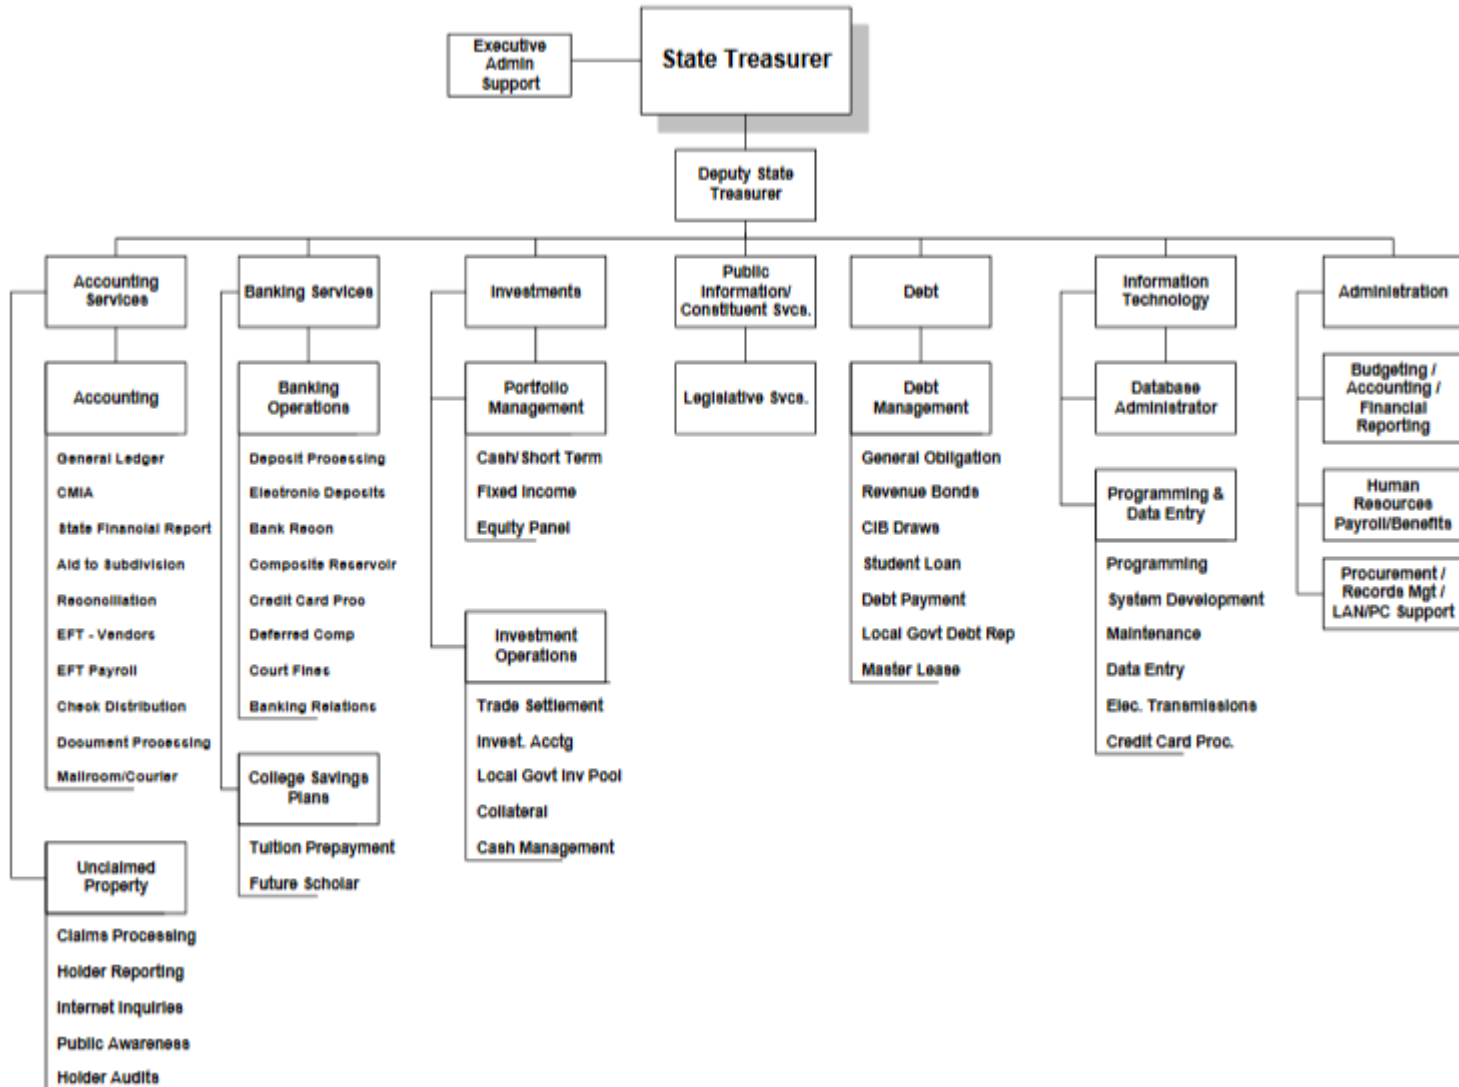 Executive
Admin
Support
State Treasurer
Deputy State
Treasurer
Accounting
Services
Banking Services
Investments
Public
Information/
Constituent Svcs.
Debt
Information
Technology
Administration
Accounting
General Ledger
CMIA
State Financial Report
Aid to Subdivision
Reconciliation
EFT - Vendors
EFT Payroll
Check Distribution
Document Processing
Mailroom/Courier
Unclaimed
Property
Claims Processing
Holder Reporting
Internet Inquiries
Public Awareness
Holder Audits
Banking
Operations
Deposit Processing
Electronic Deposits
Bank Recon
Composite Reservoir
Credit Card Proc
Deferred Comp
Court Fines
Banking Relations
College Savings
Plans
Tuition Prepayment
Future Scholar
Portfolio
Management
Cash/Short Term
Fixed Income
Equity Panel
Investment
Operations
Trade Settlement
Invest. Acctg
Local Govt Inv Pool
Collateral
Cash Management
Legislative Svcs.
Debt
Management
General Obligation
Revenue Bonds
CIB Draws
Student Loan
Debt Payment
Local Govt Debt Rep
Master Lease
Database
Administrator
Programming &
Data Entry
Programming
System Development
Maintenance
Data Entry
Elec. Transmissions
Credit Card Proc.
Budgeting /
Accounting /
Financial
Reporting
Human
Resources
Payroll/Benefits
Procurement /
Records Mgt /
LAN/PC Support